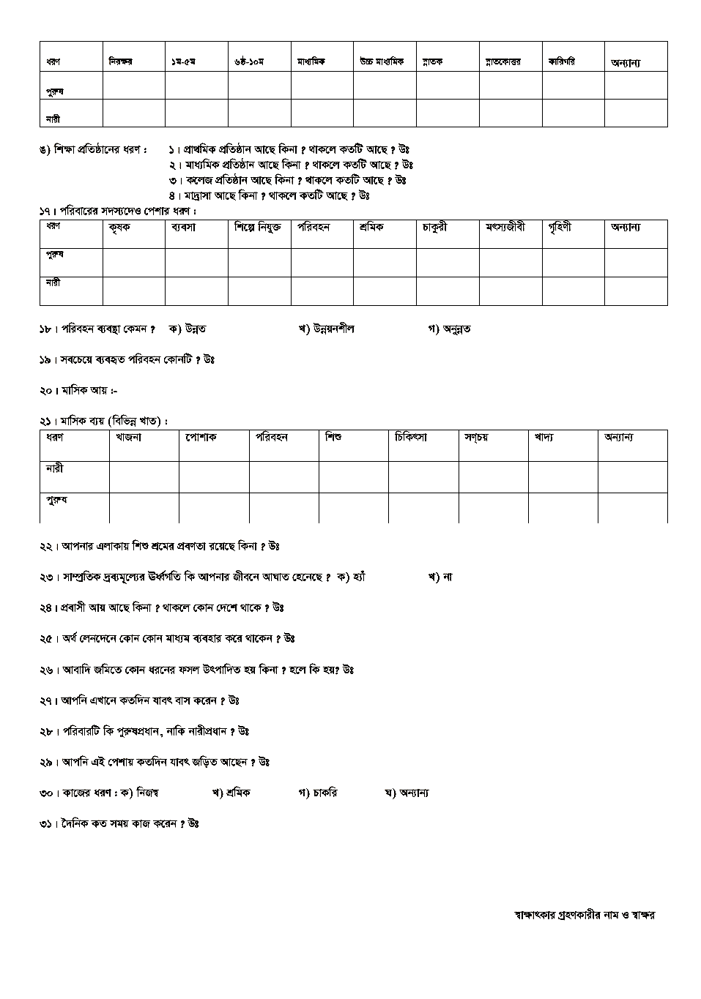 ধরণ নিরক্ষর ১ম-৫ম ৬ষ্ঠ-১০ম মাধ্যমিক উচ্চ মাধ্যমিক স্নাতক স্নাতকোত্তর কারিগরি অন্যান্য
পুরুষ
নারী
ঙ) শিক্ষা প্রতিষ্ঠানের ধরণ : ১। প্রাথমিক প্রতিষ্ঠান আছে কিনা ? থাকলে কতটি আছে ? উঃ
২। মাধ্যমিক প্রতিষ্ঠান আছে কিনা ? থাকলে কতটি আছে ? উঃ
৩। কলেজ প্রতিষ্ঠান আছে কিনা ? থাকলে কতটি আছে ? উঃ
৪। মাদ্রাসা আছে কিনা ? থাকলে কতটি আছে ? উঃ
১৭। পরিবারের সদস্যদেও পেশার ধরণ :
ধরণ কৃষক ব্যবসা শিল্পে নিযুক্ত পরিবহন শ্রমিক চাকুরী মৎস্যজীবী গৃহিণী অন্যান্য
পুরুষ
নারী
১৮। পরিবহন ব্যবস্থা কেমন ? ক) উন্নত খ) উন্নয়নশীল গ) অনুন্নত
১৯। সবচেয়ে ব্যবহৃত পরিবহন কোনটি ? উঃ
২০। মাসিক আয় :-
২১। মাসিক ব্যয় (বিভিন্ন খাত) :
ধরণ খাজনা পোশাক পরিবহন শিশু চিকিৎসা সণ্চয় খাদ্য অন্যান্য
নারী
পুরুষ
২২। আপনার এলাকায় শিশু শ্রমের প্রবণতা রয়েছে কিনা ? উঃ
২৩। সাম্প্রতিক দ্রব্যমূল্যের উর্ধ্বগতি কি আপনার জীবনে আঘাত হেনেছে ? ক) হ্যাঁ খ) না
২৪। প্রবাসী আয় আছে কিনা ? থাকলে কোন দেশে থাকে ? উঃ
২৫। অর্থ লেনদেনে কোন কোন মাধ্যম ব্যবহার করে থাকেন ? উঃ
২৬। আবাদি জমিতে কোন ধরনের ফসল উৎপাদিত হয় কিনা ? হলে কি হয়? উঃ
২৭। আপনি এখানে কতদিন যাবৎ বাস করেন ? উঃ
২৮। পরিবারটি কি পুরুষপ্রধান, নাকি নারীপ্রধান ? উঃ
২৯। আপনি এই পেশায় কতদিন যাবৎ জড়িত আছেন ? উঃ
৩০। কাজের ধরণ : ক) নিজস্ব খ) শ্রমিক গ) চাকরি ঘ) অন্যান্য
৩১। দৈনিক কত সময় কাজ করেন ? উঃ
স্বাক্ষাৎকার গ্রহণকারীর নাম ও স্বাক্ষর